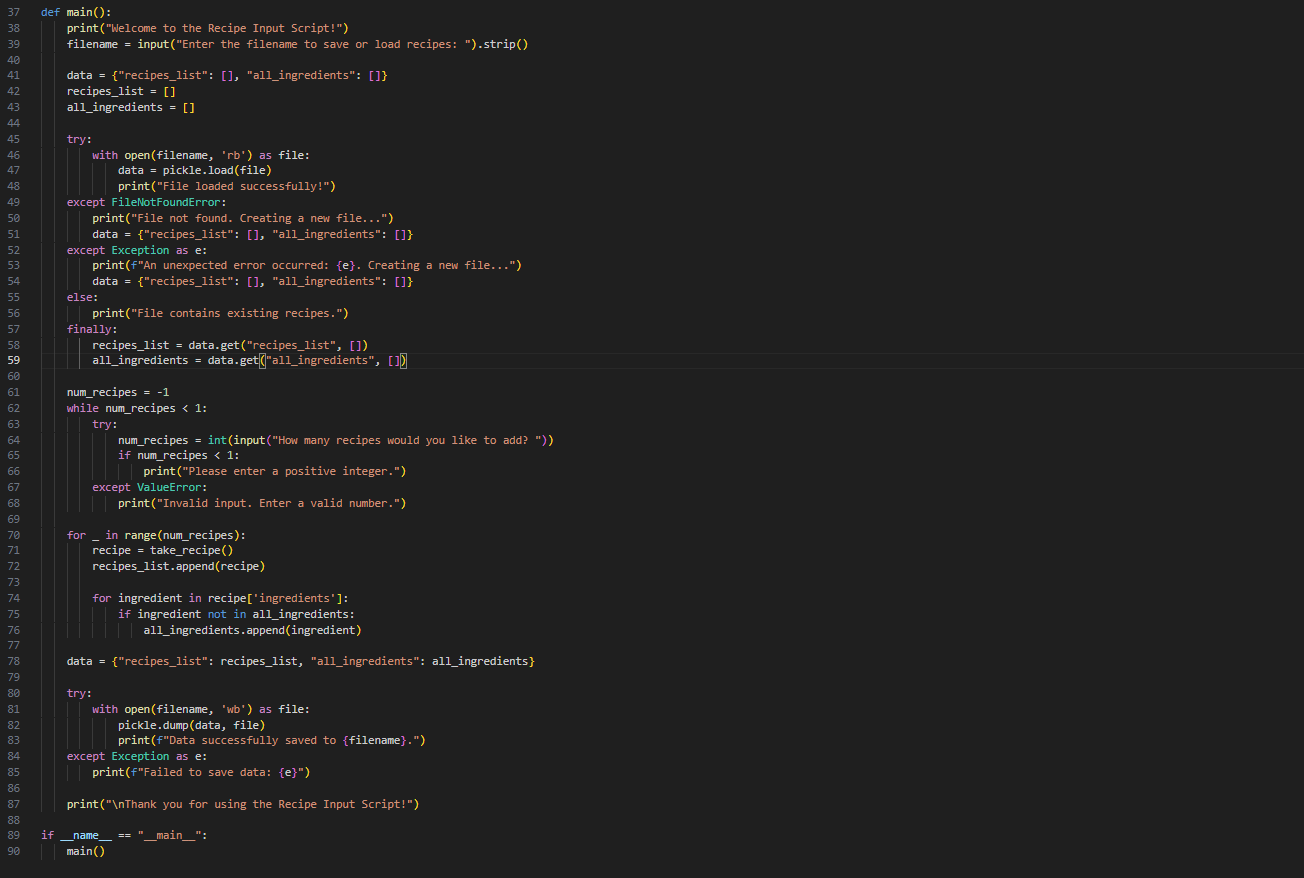 37 def main():
38     print("Welcome to the Recipe Input Script!")
39     filename = input("Enter the filename to save or load recipes: ").strip()
40
41     data = {"recipes_list": [], "all_ingredients": []}
42     recipes_list = []
43     all_ingredients = []
44
45     try:
46         with open(filename, 'rb') as file:
47             data = pickle.load(file)
48             print("File loaded successfully!")
49     except FileNotFoundError:
50         print("File not found. Creating a new file...")
51         data = {"recipes_list": [], "all_ingredients": []}
52     except Exception as e:
53         print(f"An unexpected error occurred: {e}. Creating a new file...")
54         data = {"recipes_list": [], "all_ingredients": []}
55     else:
56         print("File contains existing recipes.")
57     finally:
58         recipes_list = data.get("recipes_list", [])
59         all_ingredients = data.get("all_ingredients", [])
60
61     num_recipes = -1
62     while num_recipes < 1:
63         try:
64             num_recipes = int(input("How many recipes would you like to add? "))
65             if num_recipes < 1:
66                 print("Please enter a positive integer.")
67         except ValueError:
68             print("Invalid input. Enter a valid number.")
69
70     for _ in range(num_recipes):
71         recipe = take_recipe()
72         recipes_list.append(recipe)
73
74         for ingredient in recipe['ingredients']:
75             if ingredient not in all_ingredients:
76                 all_ingredients.append(ingredient)
77
78     data = {"recipes_list": recipes_list, "all_ingredients": all_ingredients}
79
80     try:
81         with open(filename, 'wb') as file:
82             pickle.dump(data, file)
83             print(f"Data successfully saved to {filename}.")
84     except Exception as e:
85         print(f"Failed to save data: {e}")
86
87     print("\nThank you for using the Recipe Input Script!")
88
89 if __name__ == "__main__":
90     main()